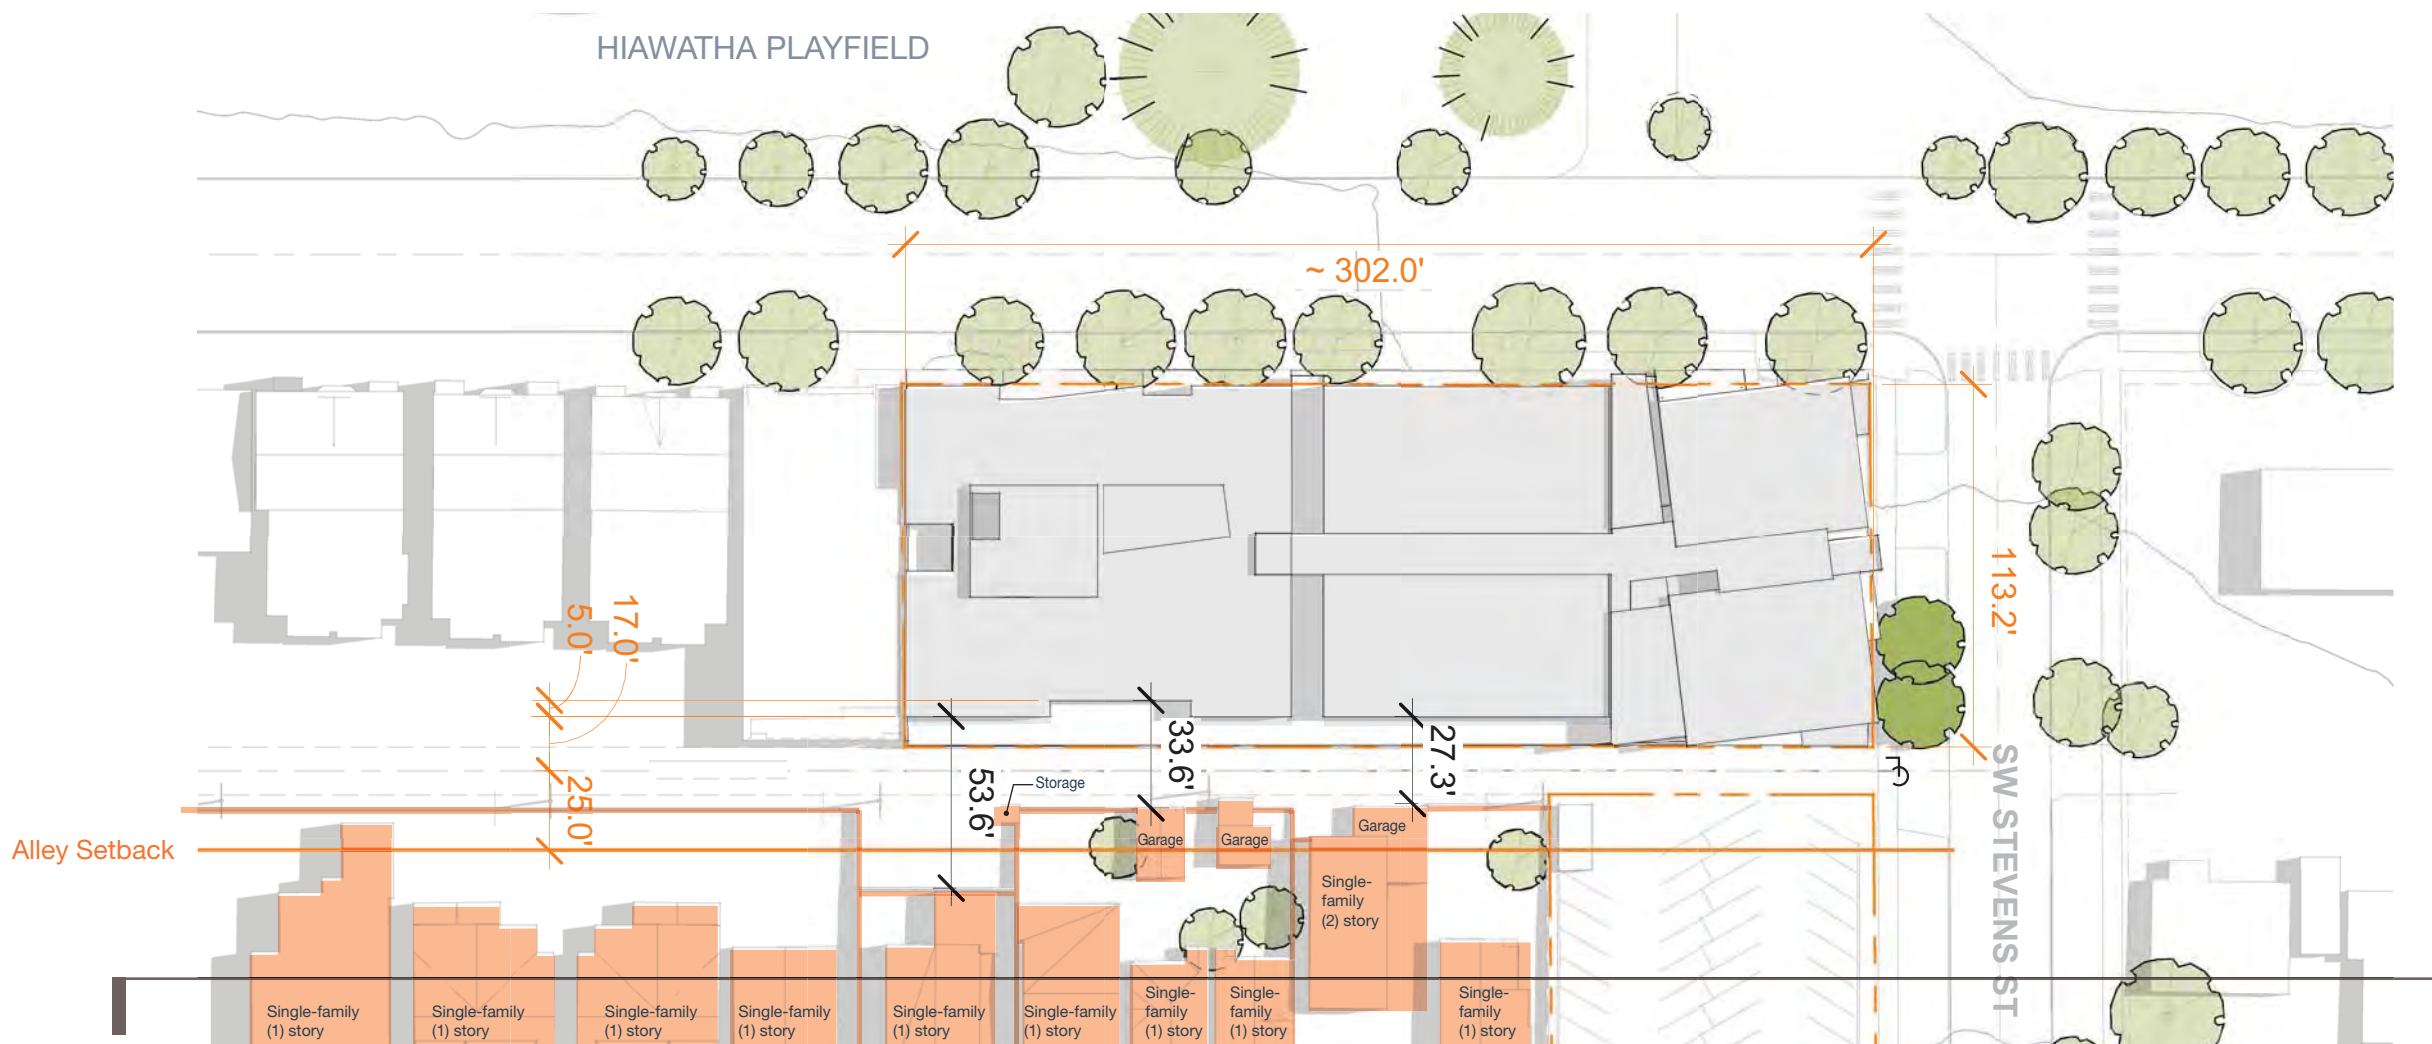 HIAWATHA PLAYFIELD
~ 302.0'
113.2'
5.0'
17.0'
25.0'
53.6'
33.6'
27.3'
Storage
Alley Setback
Garage
Garage
Garage
Single-
family
(2) story
SW STEVENS ST
Single-family
(1) story
Single-family
(1) story
Single-family
(1) story
Single-family
(1) story
Single-family
(1) story
Single-family
(1) story
Single-
family
(1) story
Single-
family
(1) story
Single-
family
(1) story